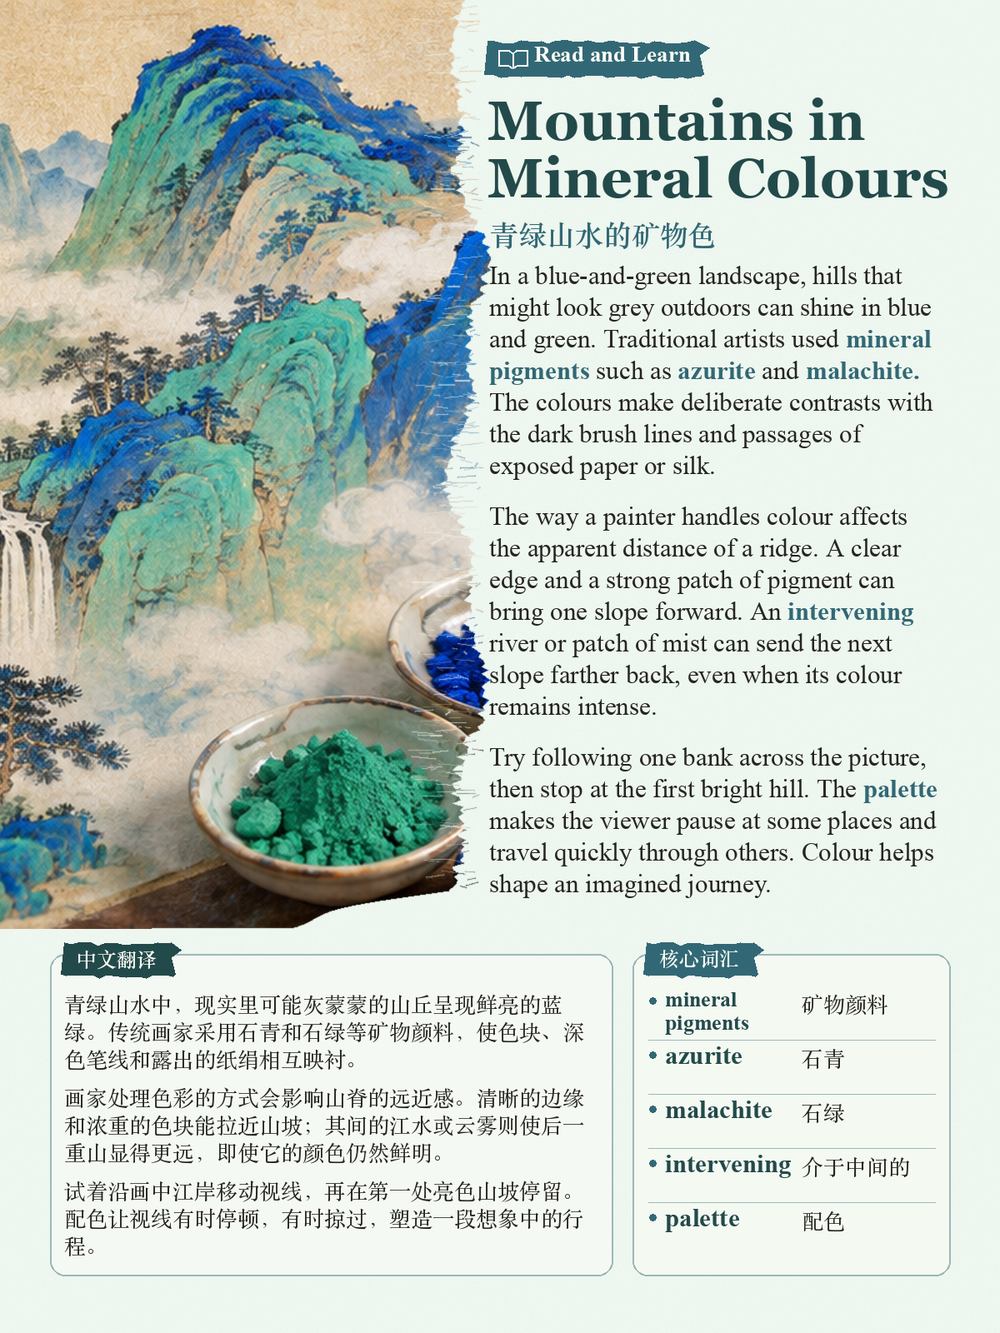 Read and Learn
Mountains in
Mineral Colours
青绿山水的矿物色
In a blue-and-green landscape, hills that
might look grey outdoors can shine in blue
and green. Traditional artists used mineral
pigments such as azurite and malachite.
The colours make deliberate contrasts with
the dark brush lines and passages of
exposed paper or silk.
The way a painter handles colour affects
the apparent distance of a ridge. A clear
edge and a strong patch of pigment can
bring one slope forward. An intervening
river or patch of mist can send the next
slope farther back, even when its colour
remains intense.
Try following one bank across the picture,
then stop at the first bright hill. The palette
makes the viewer pause at some places and
travel quickly through others. Colour helps
shape an imagined journey.
中文翻译
青绿山水中，现实里可能灰蒙蒙的山丘呈现鲜亮的蓝
绿。传统画家采用石青和石绿等矿物颜料，使色块、深
色笔线和露出的纸绢相互映衬。
画家处理色彩的方式会影响山脊的远近感。清晰的边缘
和浓重的色块能拉近山坡；其间的江水或云雾则使后一
重山显得更远，即使它的颜色仍然鲜明。
试着沿画中江岸移动视线，再在第一处亮色山坡停留。
配色让视线有时停顿，有时掠过，塑造一段想象中的行
程。
核心词汇
• mineral pigments 矿物颜料
• azurite 石青
• malachite 石绿
• intervening 介于中间的
• palette 配色